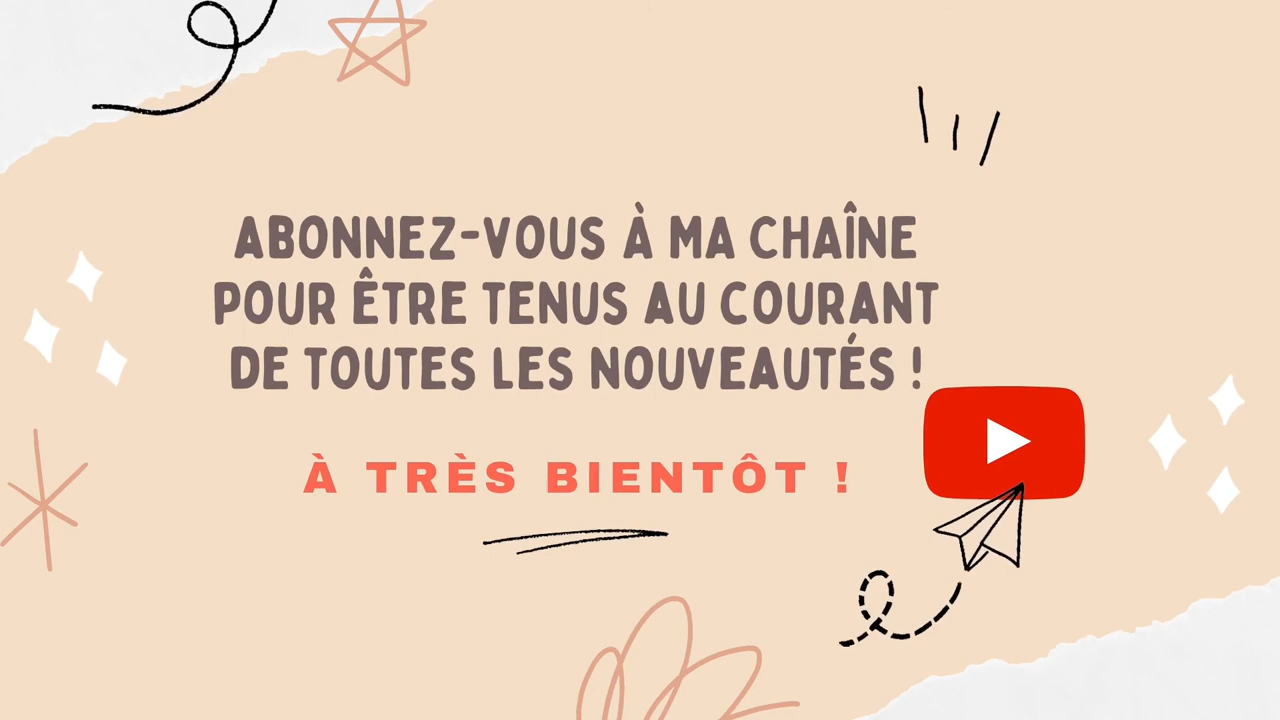 ABONNEZ-VOUS À MA CHAÎNE
POUR ÊTRE TENUS AU COURANT
DE TOUTES LES NOUVEAUTÉS !
À TRÈS BIENTÔT !